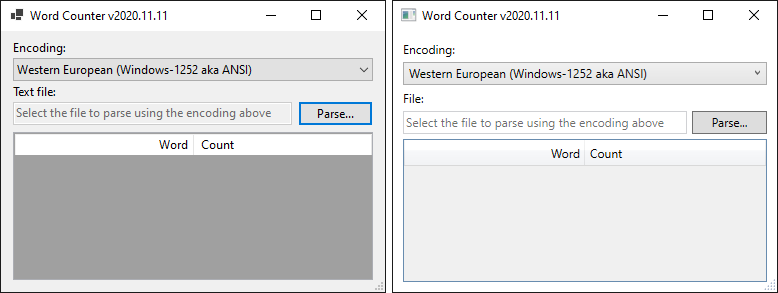 Word Counter v2020.11.11
Encoding:
Western European (Windows-1252 aka ANSI)
Text file:
Select the file to parse using the encoding above
Parse...
Word Count
Word Counter v2020.11.11
Encoding:
Western European (Windows-1252 aka ANSI)
File:
Select the file to parse using the encoding above
Parse...
Word Count